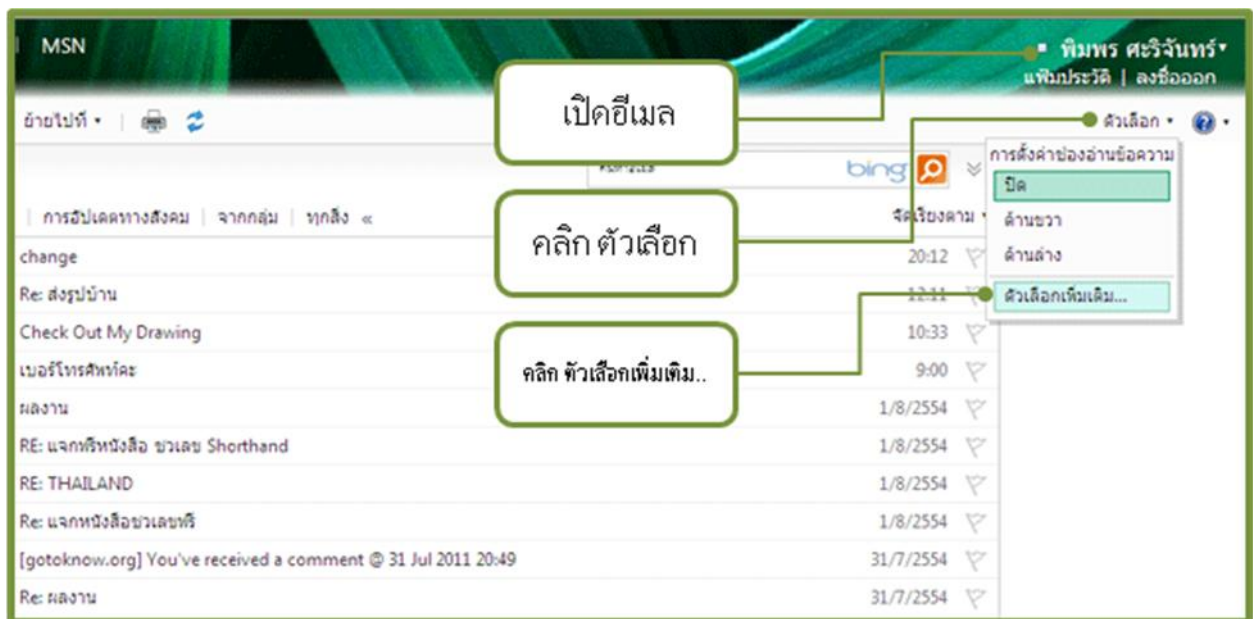 MSN
พิมพร ศะริจันทร์
แฟ้มประวัติ | ลงชื่อออก
เปิดอีเมล
ย้ายไปที่
ตัวเลือก
การตั้งค่าช่องอ่านข้อความ
bing
ปิด
การอัปเดตทางสังคม | จากกลุ่ม | ทุกสิ่ง «
จัดเรียงตาม
ด้านขวา
คลิก ตัวเลือก
change 20:12
ด้านล่าง
Re: ส่งรูปบ้าน 12:11
ตัวเลือกเพิ่มเติม...
Check Out My Drawing 10:33
เบอร์โทรศัพท์คะ 9:00
คลิก ตัวเลือกเพิ่มเติม..
ผลงาน 1/8/2554
RE: แจกฟรีหนังสือ ชวเลข Shorthand 1/8/2554
RE: THAILAND 1/8/2554
Re: แจกหนังสือชวเลขฟรี 1/8/2554
[gotoknow.org] You've received a comment @ 31 Jul 2011 20:49 31/7/2554
Re: ผลงาน 31/7/2554